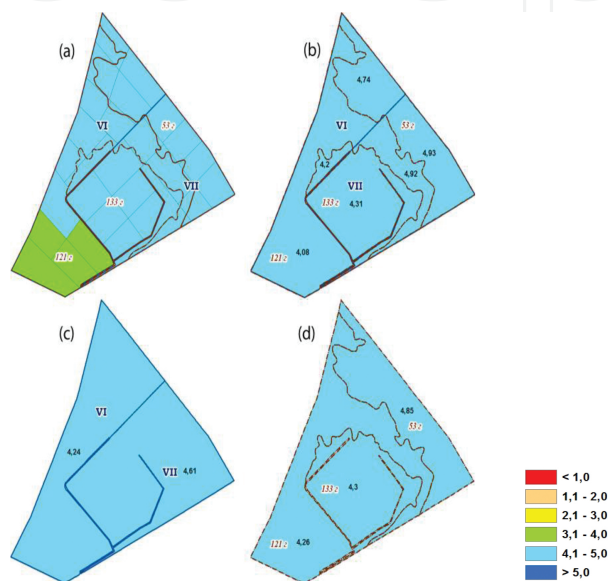 (a)
VI
53 г
VII
133 г
121 г
(b)
4,74
VI
53 г
4,93
4,2
4,92
VII
133 г
4,31
4,08
121 г
(c)
VI
4,24
VII
4,61
(d)
4,85
53 г
133 г
4,3
121 г
4,26
< 1,0
1,1 - 2,0
2,1 - 3,0
3,1 - 4,0
4,1 - 5,0
> 5,0